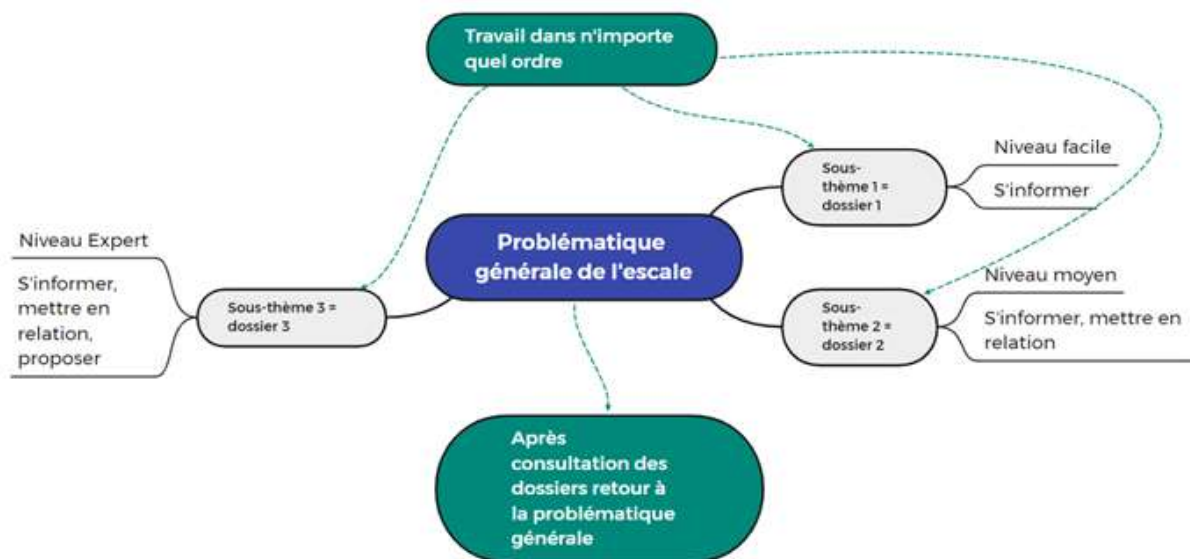 Travail dans n'importe
quel ordre
Sous-
thème 1 =
dossier 1
Niveau facile
S'informer
Problématique
générale de l'escale
Niveau Expert
S'informer,
mettre en
relation,
proposer
Sous-thème 3 =
dossier 3
Sous-
thème 2 =
dossier 2
Niveau moyen
S'informer, mettre en
relation
Après
consultation des
dossiers retour à
la problématique
générale